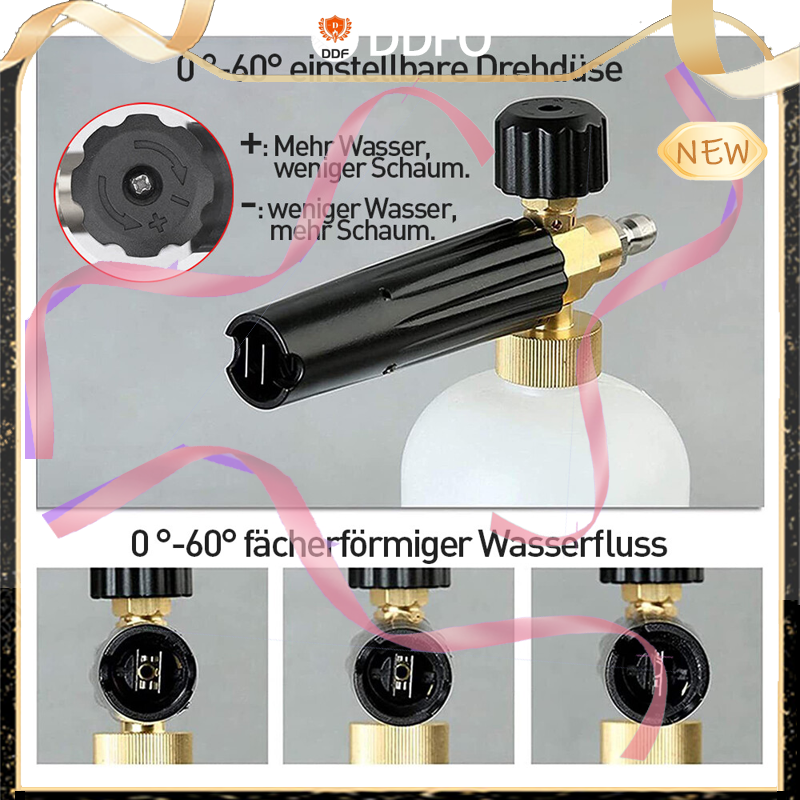 DDFO
DDF
0 °-60° einstellbare Drehdüse
+: Mehr Wasser,
weniger Schaum.
-: weniger Wasser,
mehr Schaum.
NEW
0 °-60° fächerförmiger Wasserfluss